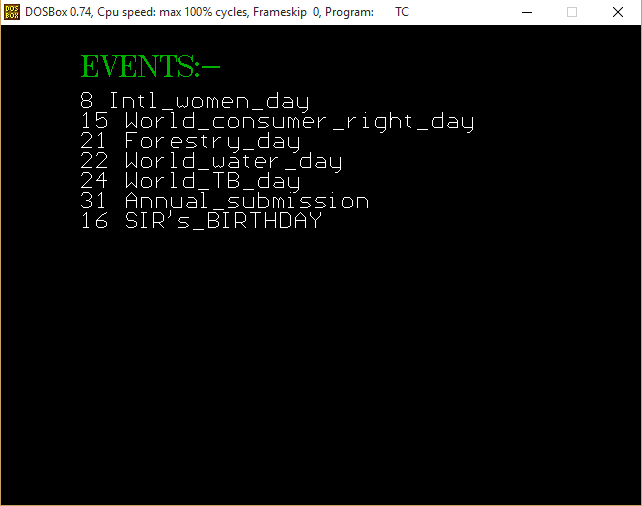 DOSBox 0.74, Cpu speed: max 100% cycles, Frameskip 0, Program: TC
EVENTS:-
8 Intl_women_day
15 World_consumer_right_day
21 Forestry_day
22 World_water_day
24 World_TB_day
31 Annual_submission
16 SIR's_BIRTHDAY